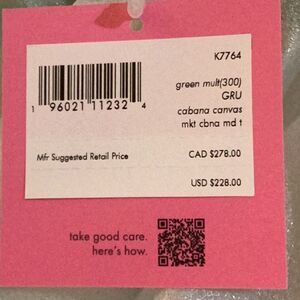 K7764
green mult(300)
GRU
cabana canvas
mkt cbna md t
1 96021 11232 4
Mfr Suggested Retail Price
CAD $278.00
USD $228.00
take good care.
here's how.